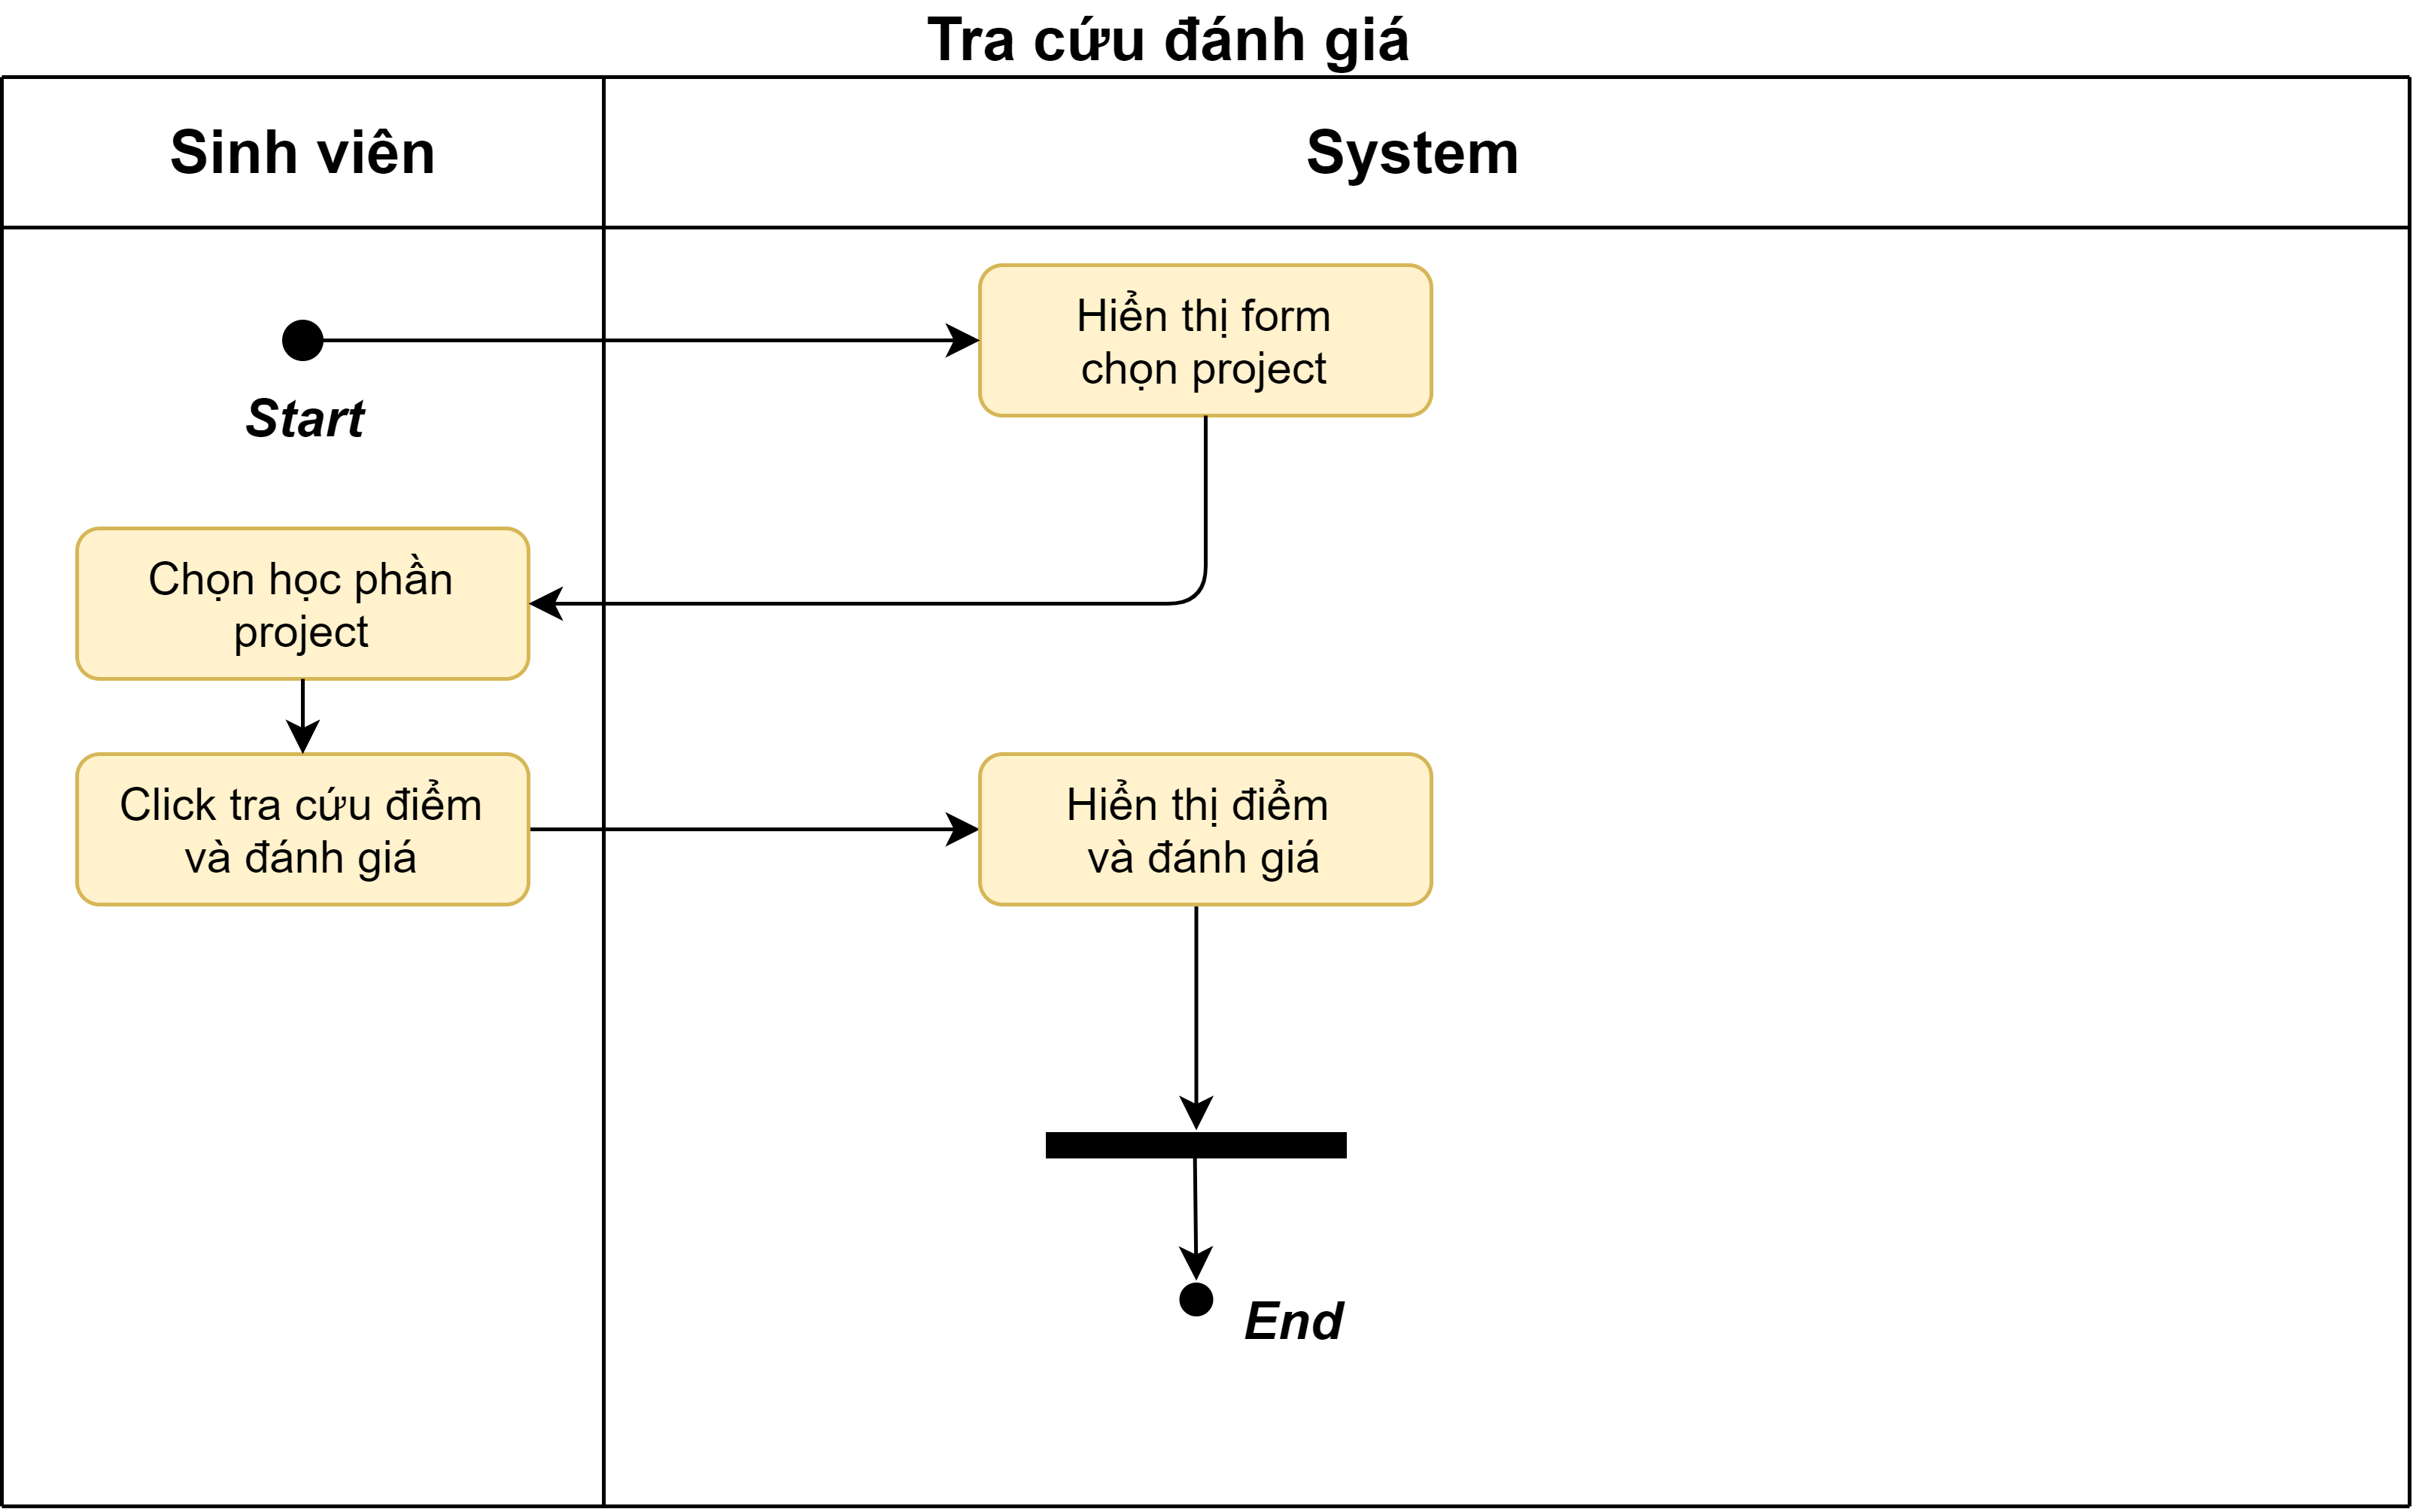 Tra cứu đánh giá
Sinh viên
System
Hiển thị form
chọn project
Start
Chọn học phần
project
Click tra cứu điểm
và đánh giá
Hiển thị điểm
và đánh giá
End